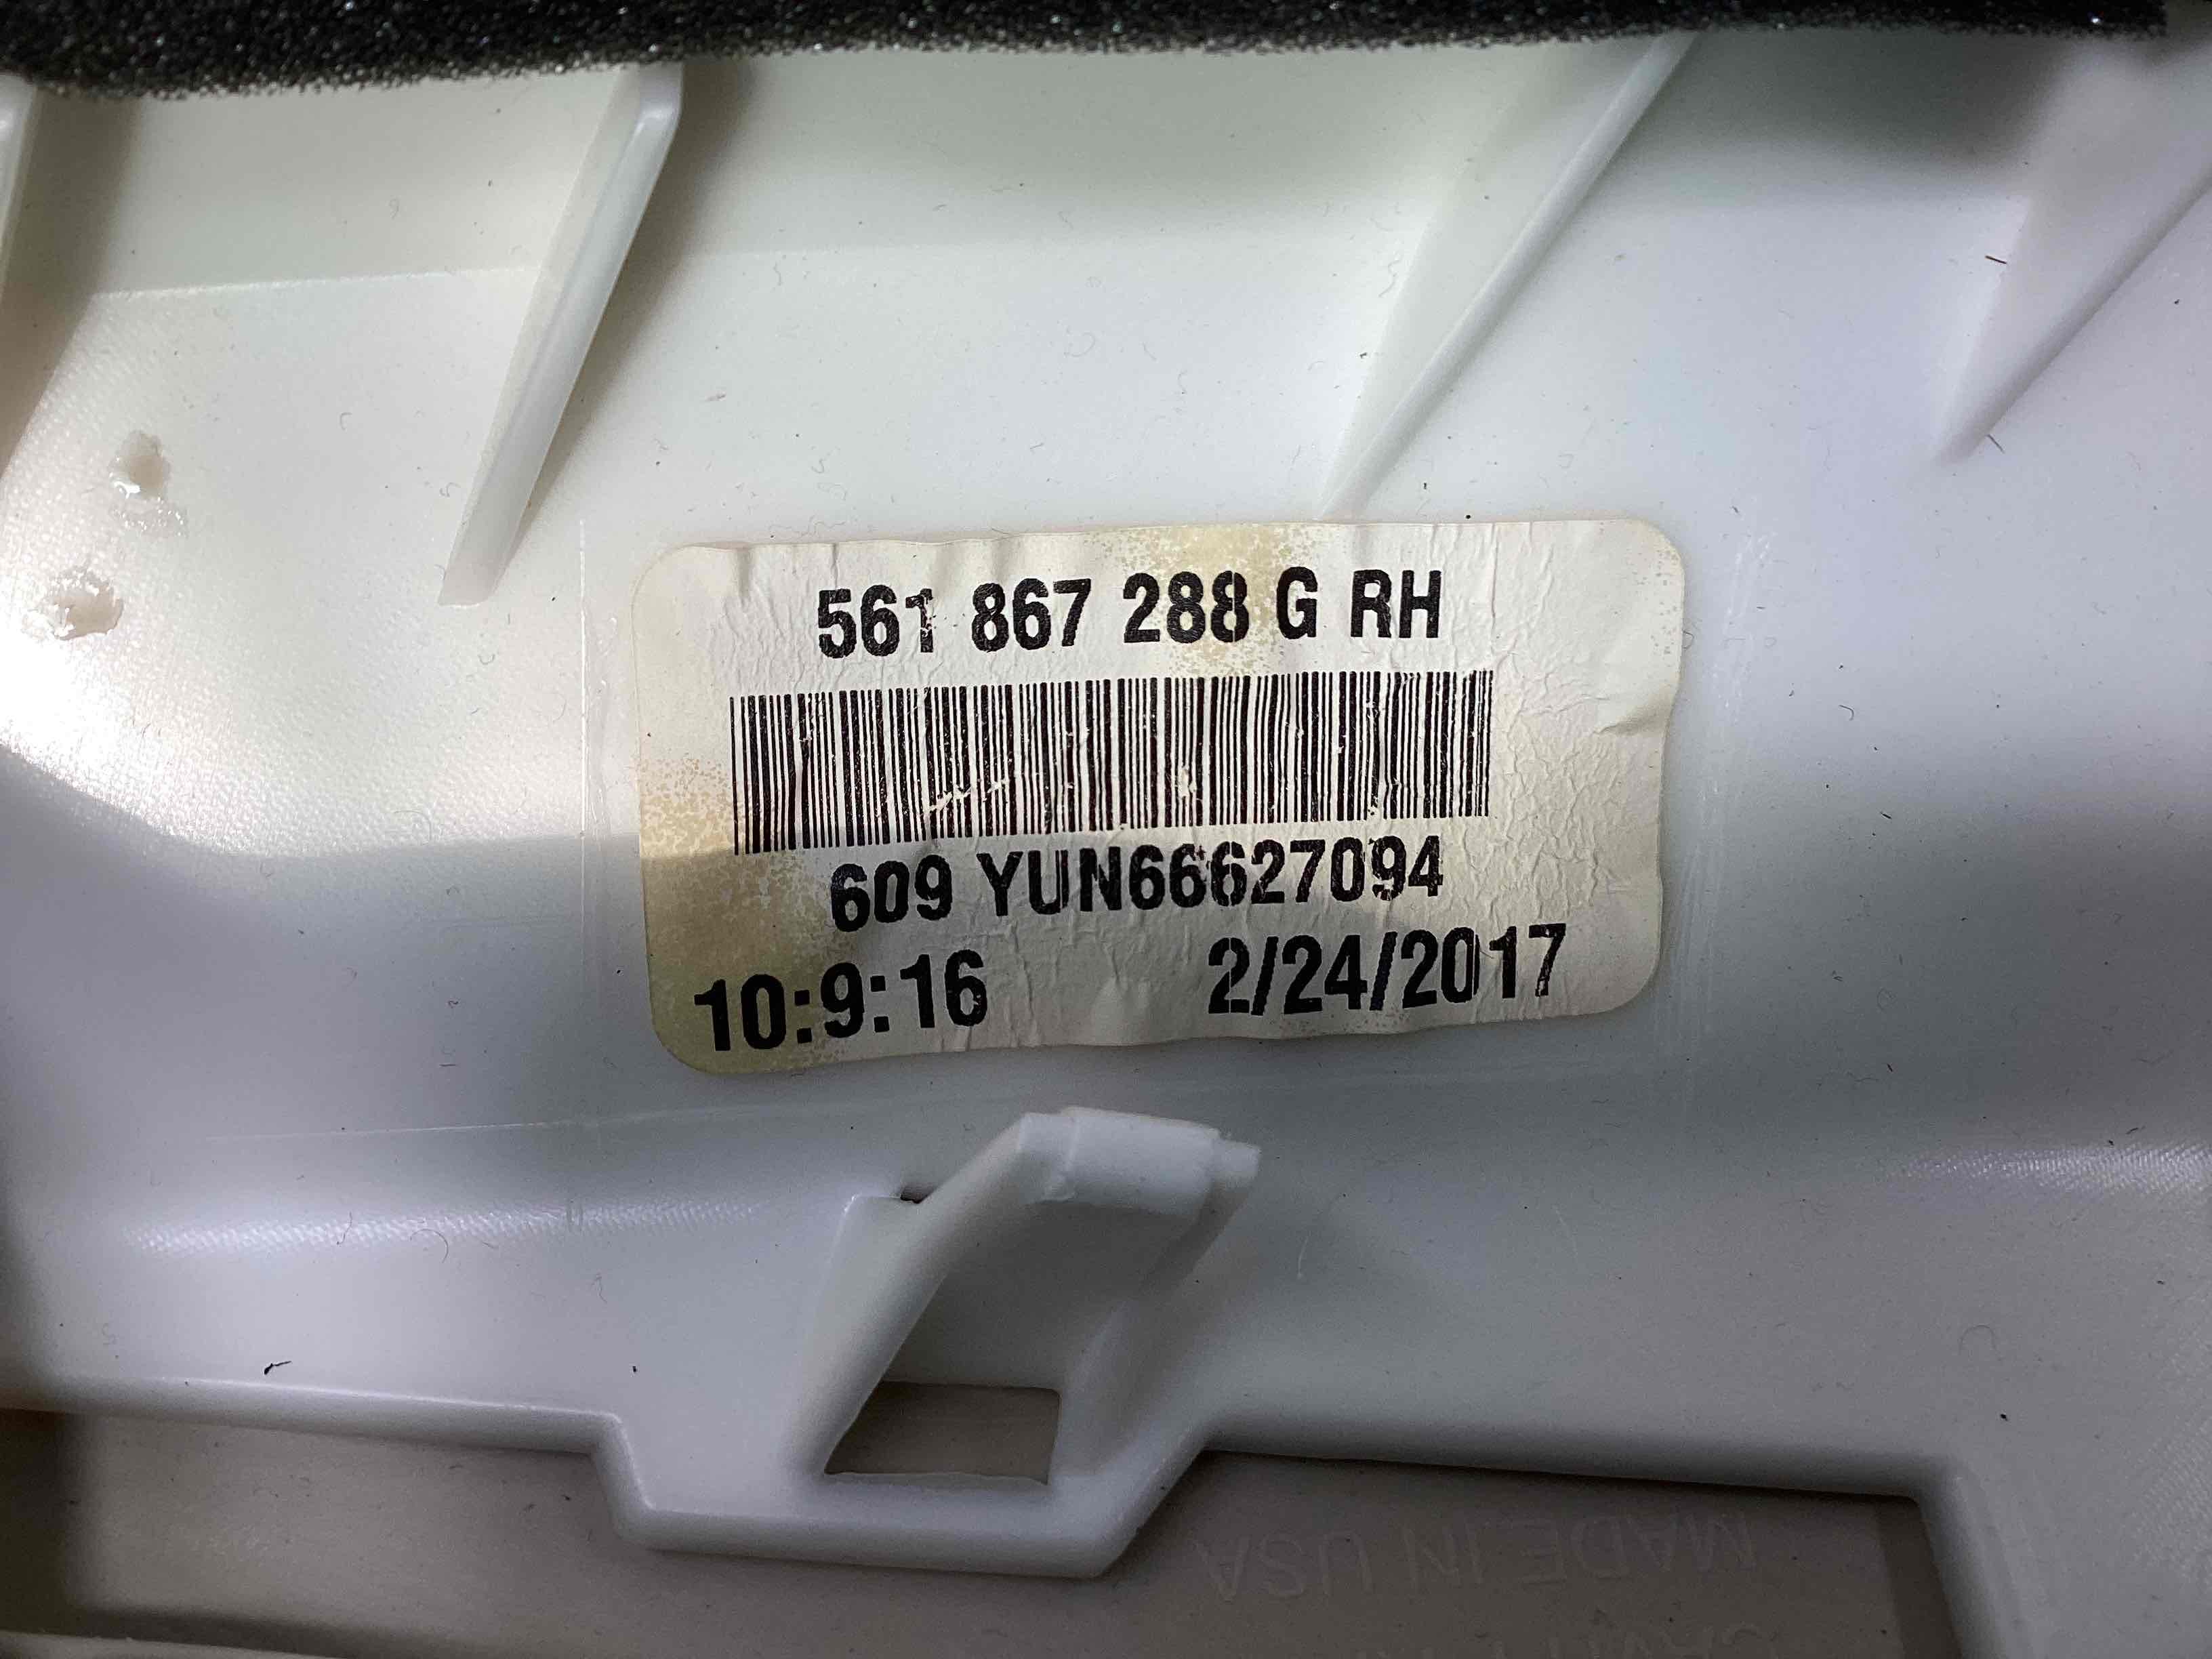 561 867 288 G RH
609 YUN66627094
10:9:16 2/24/2017
MADE IN USA